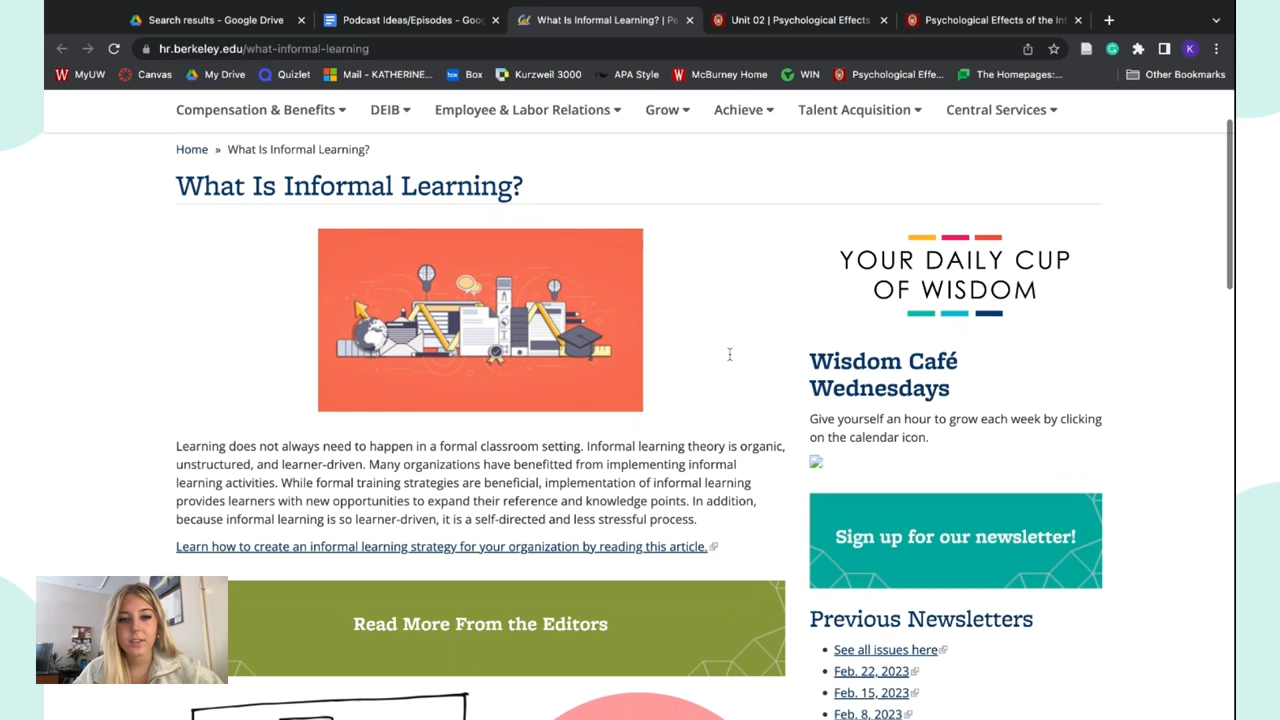 Search results - Google Drive
Podcast Ideas/Episodes - Goog
What Is Informal Learning? | Pe
Unit 02 | Psychological Effects
Psychological Effects of the Int
hr.berkeley.edu/what-informal-learning
K
MyUW
Canvas
My Drive
Quizlet
Mail - KATHERINE...
box Box
Kurzweil 3000
APA Style
McBurney Home
WIN
Psychological Effe...
The Homepages:...
Other Bookmarks
Compensation & Benefits
DEIB
Employee & Labor Relations
Grow
Achieve
Talent Acquisition
Central Services
Home » What Is Informal Learning?
What Is Informal Learning?
Learning does not always need to happen in a formal classroom setting. Informal learning theory is organic,
unstructured, and learner-driven. Many organizations have benefitted from implementing informal
learning activities. While formal training strategies are beneficial, implementation of informal learning
provides learners with new opportunities to expand their reference and knowledge points. In addition,
because informal learning is so learner-driven, it is a self-directed and less stressful process.
Learn how to create an informal learning strategy for your organization by reading this article.
Read More From the Editors
YOUR DAILY CUP
OF WISDOM
Wisdom Café
Wednesdays
Give yourself an hour to grow each week by clicking
on the calendar icon.
Sign up for our newsletter!
Previous Newsletters
• See all issues here
• Feb. 22, 2023
• Feb. 15, 2023
• Feb. 8, 2023